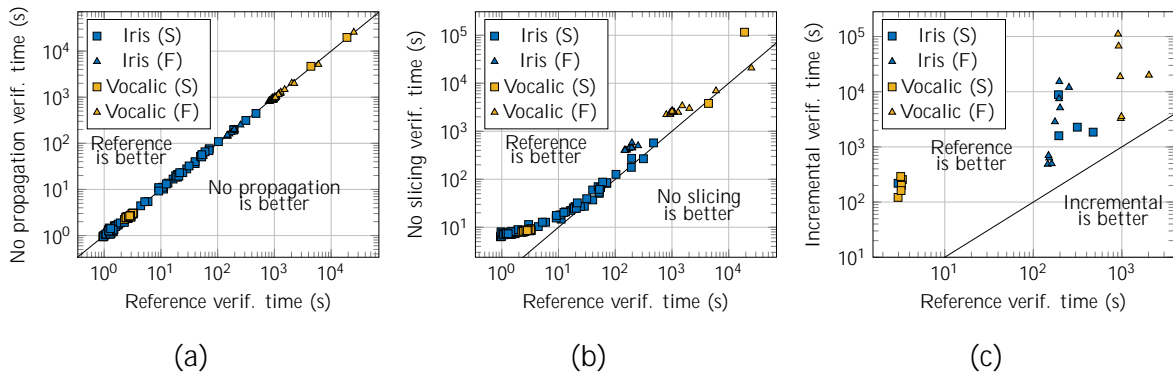 No propagation verif. time (s)
10^4
10^3
10^2
10^1
10^0
Iris (S)
Iris (F)
Vocalic (S)
Vocalic (F)
Reference
is better
No propagation
is better
10^0 10^1 10^2 10^3 10^4
Reference verif. time (s)
(a)
No slicing verif. time (s)
10^5
10^4
10^3
10^2
10^1
Iris (S)
Iris (F)
Vocalic (S)
Vocalic (F)
Reference
is better
No slicing
is better
10^0 10^1 10^2 10^3 10^4
Reference verif. time (s)
(b)
Incremental verif. time (s)
10^5
10^4
10^3
10^2
10^1
Iris (S)
Iris (F)
Vocalic (S)
Vocalic (F)
Reference
is better
Incremental
is better
10^1 10^2 10^3
Reference verif. time (s)
(c)